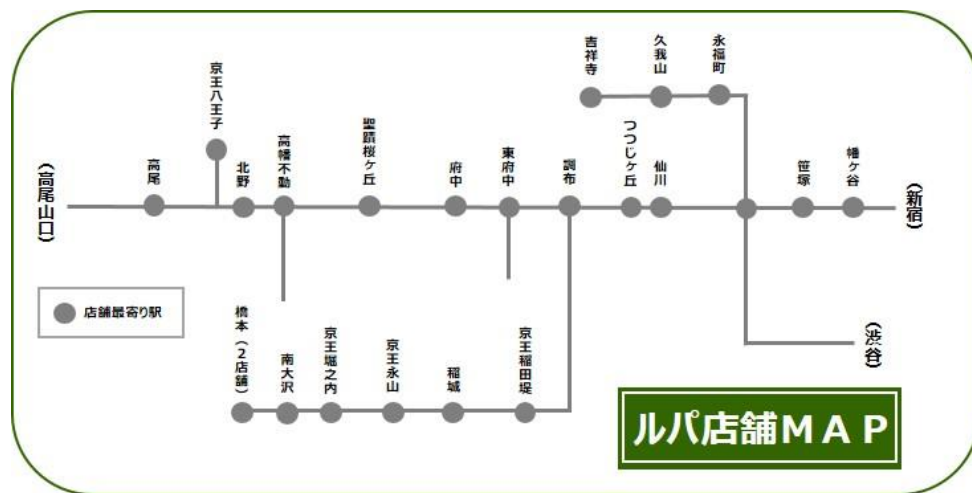 吉祥寺
久我山
永福町
京王八王子
高尾
北野
高幡不動
聖蹟桜ヶ丘
府中
東府中
調布
つつじケ丘
仙川
笹塚
幡ケ谷
（高尾山口）
（新宿）
店舗最寄り駅
橋本（２店舗）
南大沢
京王堀之内
京王永山
稲城
京王稲田堤
（渋谷）
ルパ店舗ＭＡＰ